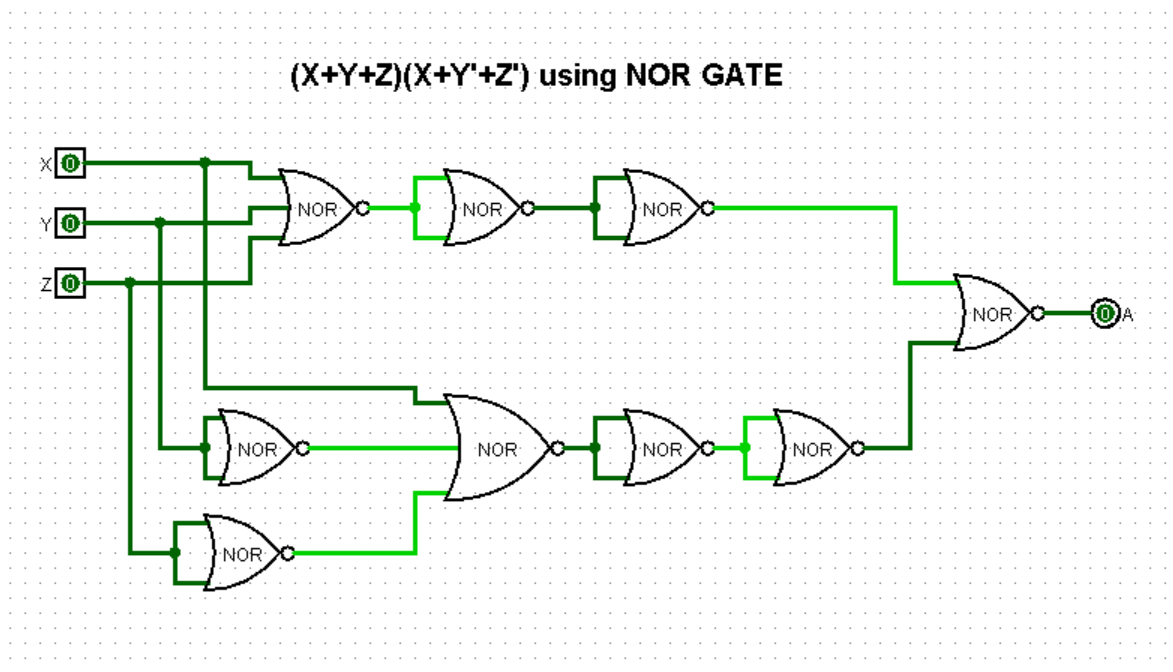 (X+Y+Z)(X+Y'+Z') using NOR GATE
X 0
NOR NOR NOR
Y 0
Z 0
NOR 0 A
NOR NOR NOR NOR
NOR